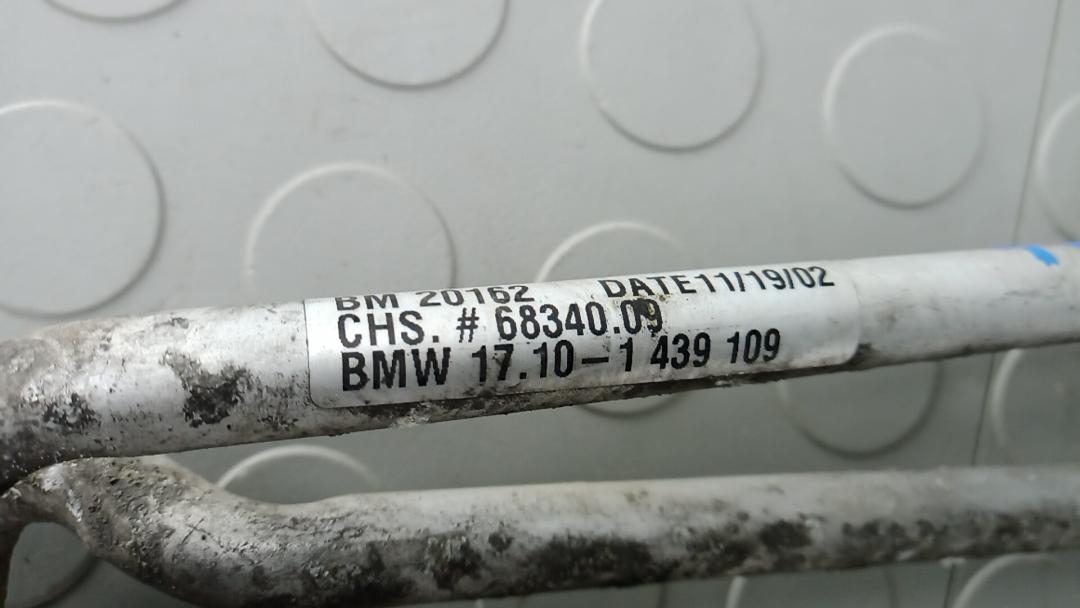 BM 20162 DATE11/19/02
CHS. # 68340.09
BMW 17.10-1 439 109